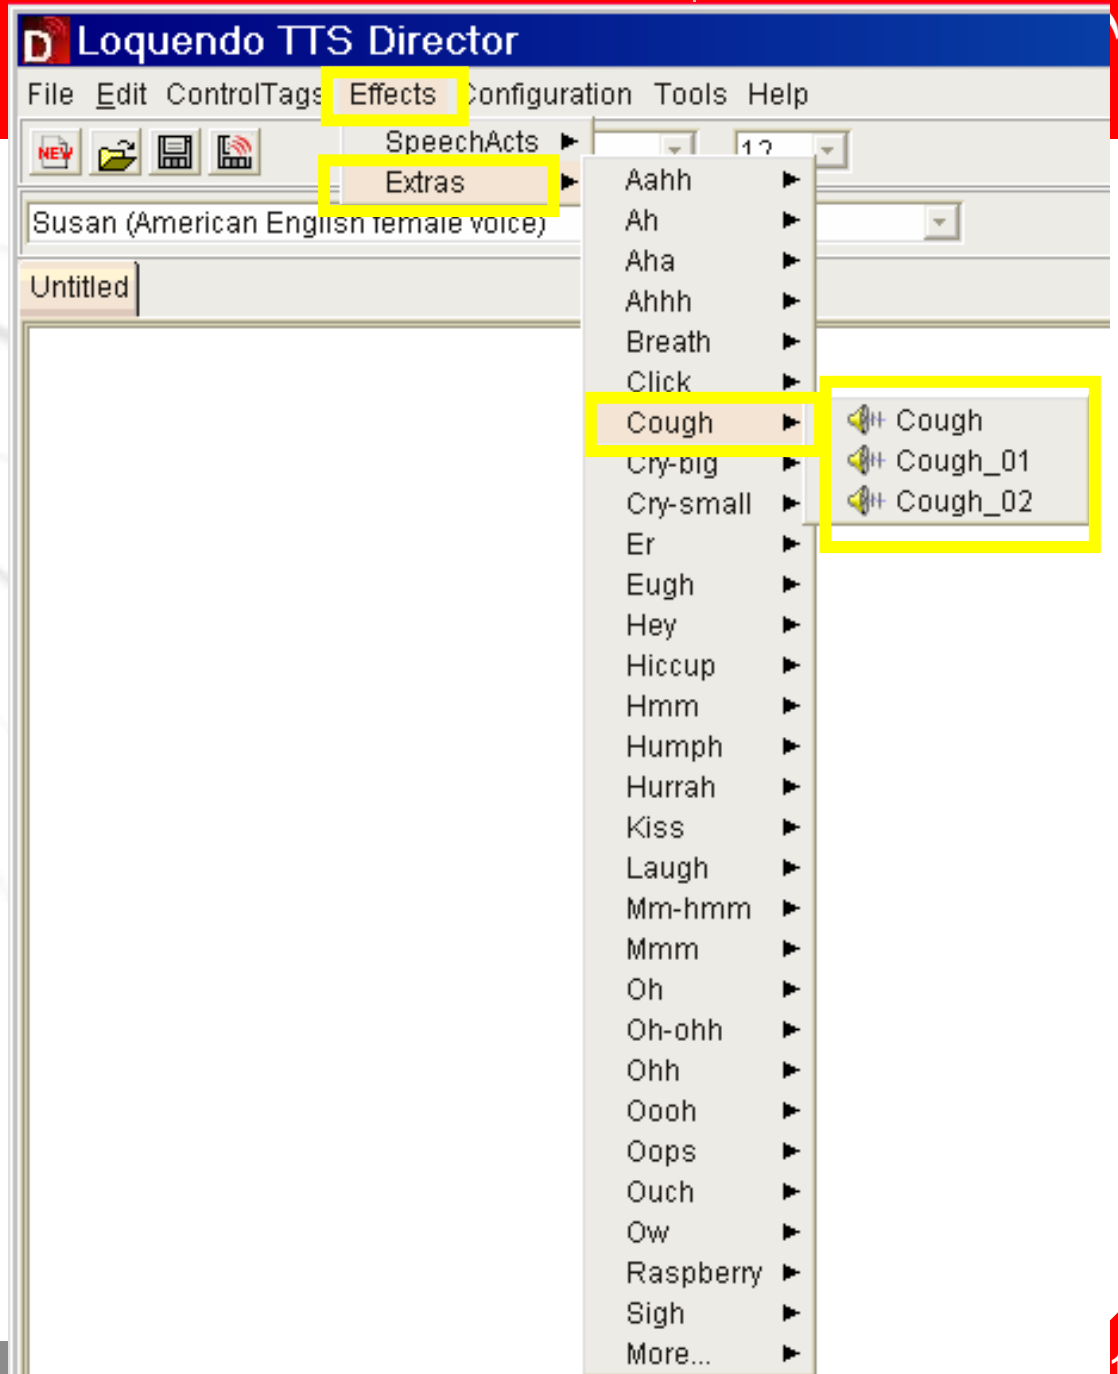 Loquendo TTS Director
File Edit ControlTags Effects Configuration Tools Help
NEW
SpeechActs
12
Extras
Susan (American English female voice)
Untitled
Aahh
Ah
Aha
Ahhh
Breath
Click
Cough
Cough
Cough_01
Cough_02
Cry-big
Cry-small
Er
Eugh
Hey
Hiccup
Hmm
Humph
Hurrah
Kiss
Laugh
Mm-hmm
Mmm
Oh
Oh-ohh
Ohh
Oooh
Oops
Ouch
Ow
Raspberry
Sigh
More...